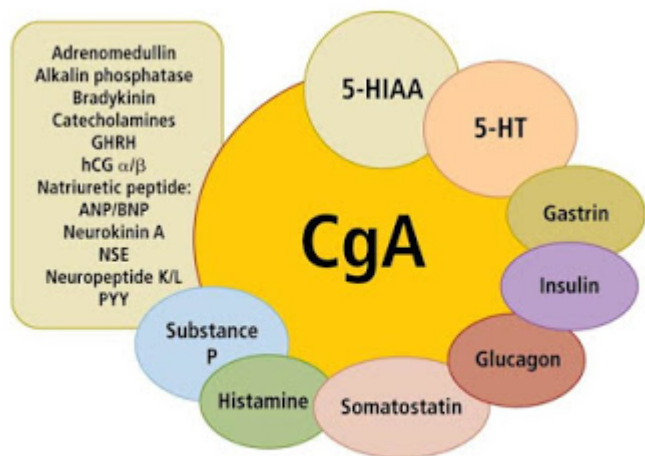 Adrenomedullin
Alkalin phosphatase
Bradykinin
Catecholamines
GHRH
hCG α/β
Natriuretic peptide:
ANP/BNP
Neurokinin A
NSE
Neuropeptide K/L
PYY
5-HIAA
5-HT
Gastrin
CgA
Insulin
Substance
P
Glucagon
Histamine
Somatostatin